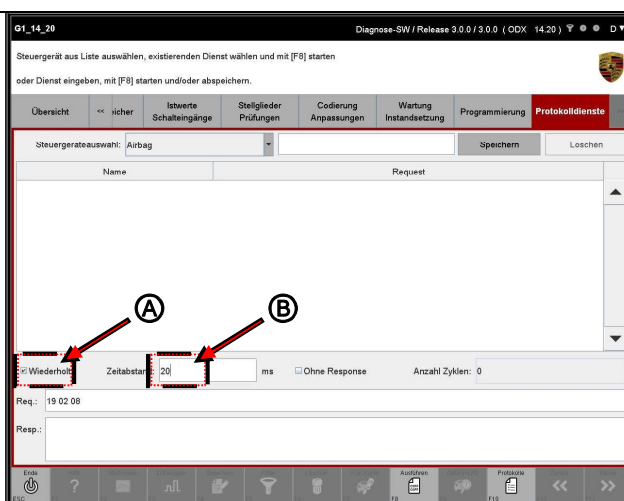 G1_14_20 Diagnose-SW / Release 3.0.0 / 3.0.0 ( ODX 14.20 ) D
Steuergerät aus Liste auswählen, existierenden Dienst wählen und mit [F8] starten
oder Dienst eingeben, mit [F8] starten und/oder abspeichern.
Übersicht << eicher Istwerte Schalteingänge Stellglieder Prüfungen Codierung Anpassungen Wartung Instandsetzung Programmierung Protokolldienste
Steuergeräteauswahl: Airbag Speichern Löschen
Name Request
A B
Wiederholt Zeitabstan 20 ms Ohne Response Anzahl Zyklen: 0
Req.: 19 02 08
Resp.:
Ende Ausführen Protokolle
ESC F8 F10